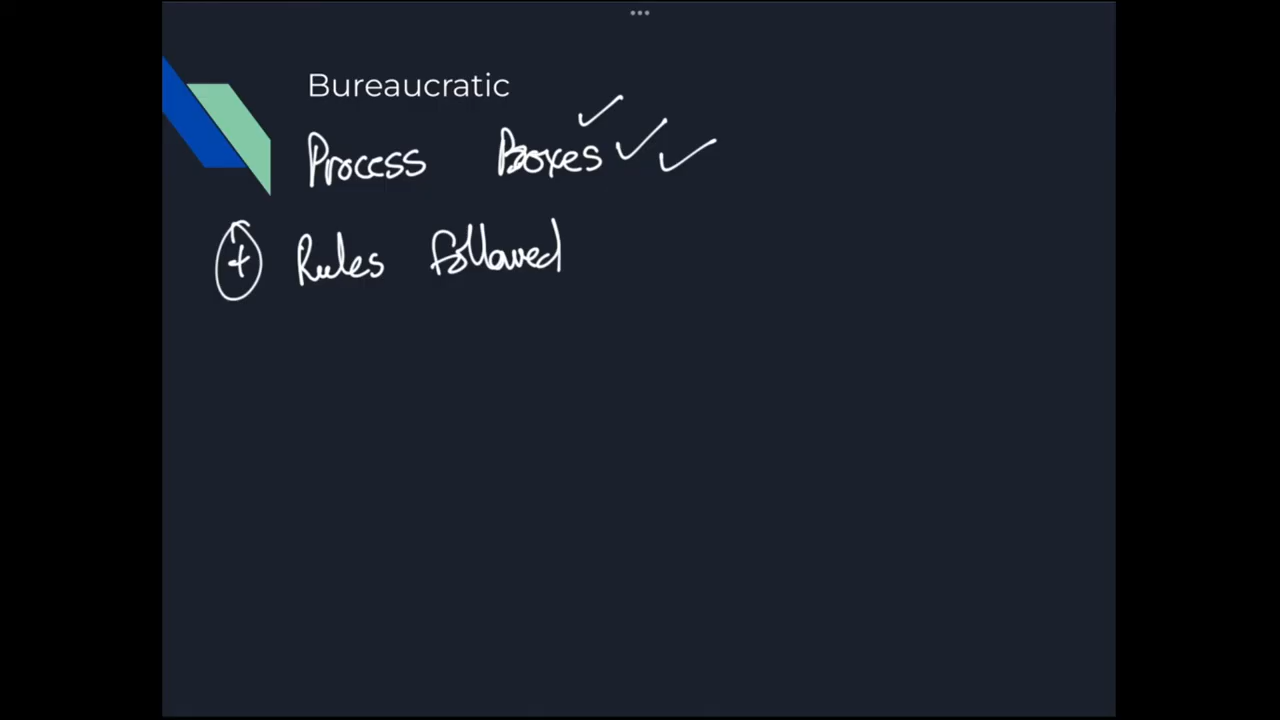 Bureaucratic
Process Boxes ✓ ✓ ✓
+ Rules followed